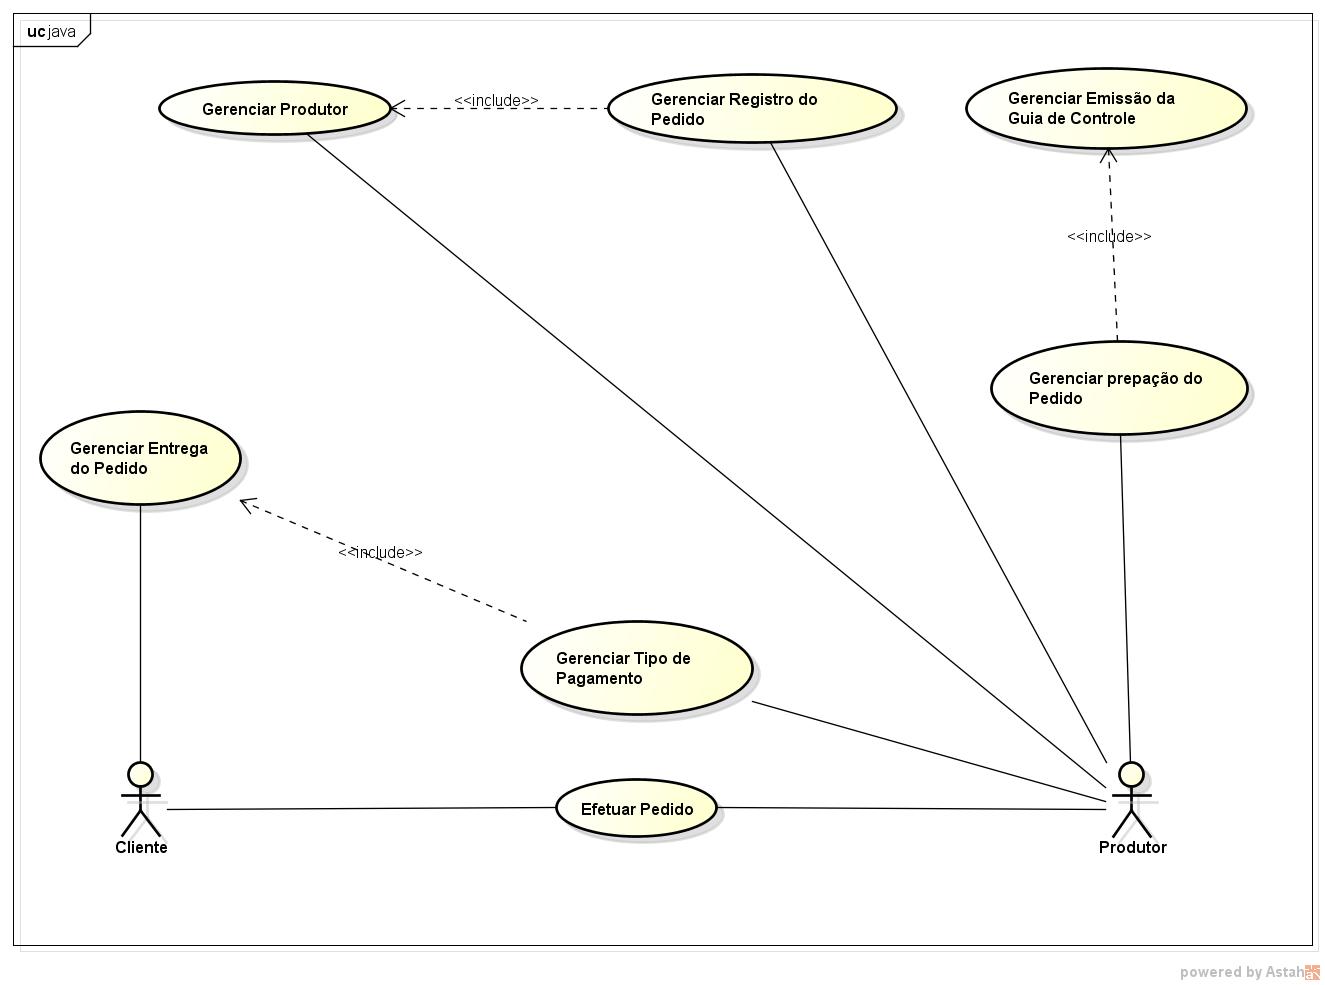 uc java
Gerenciar Produtor
<<include>>
Gerenciar Registro do
Pedido
Gerenciar Emissão da
Guia de Controle
<<include>>
Gerenciar prepação do
Pedido
Gerenciar Entrega
do Pedido
<<include>>
Gerenciar Tipo de
Pagamento
Efetuar Pedido
Cliente
Produtor
powered by Astah